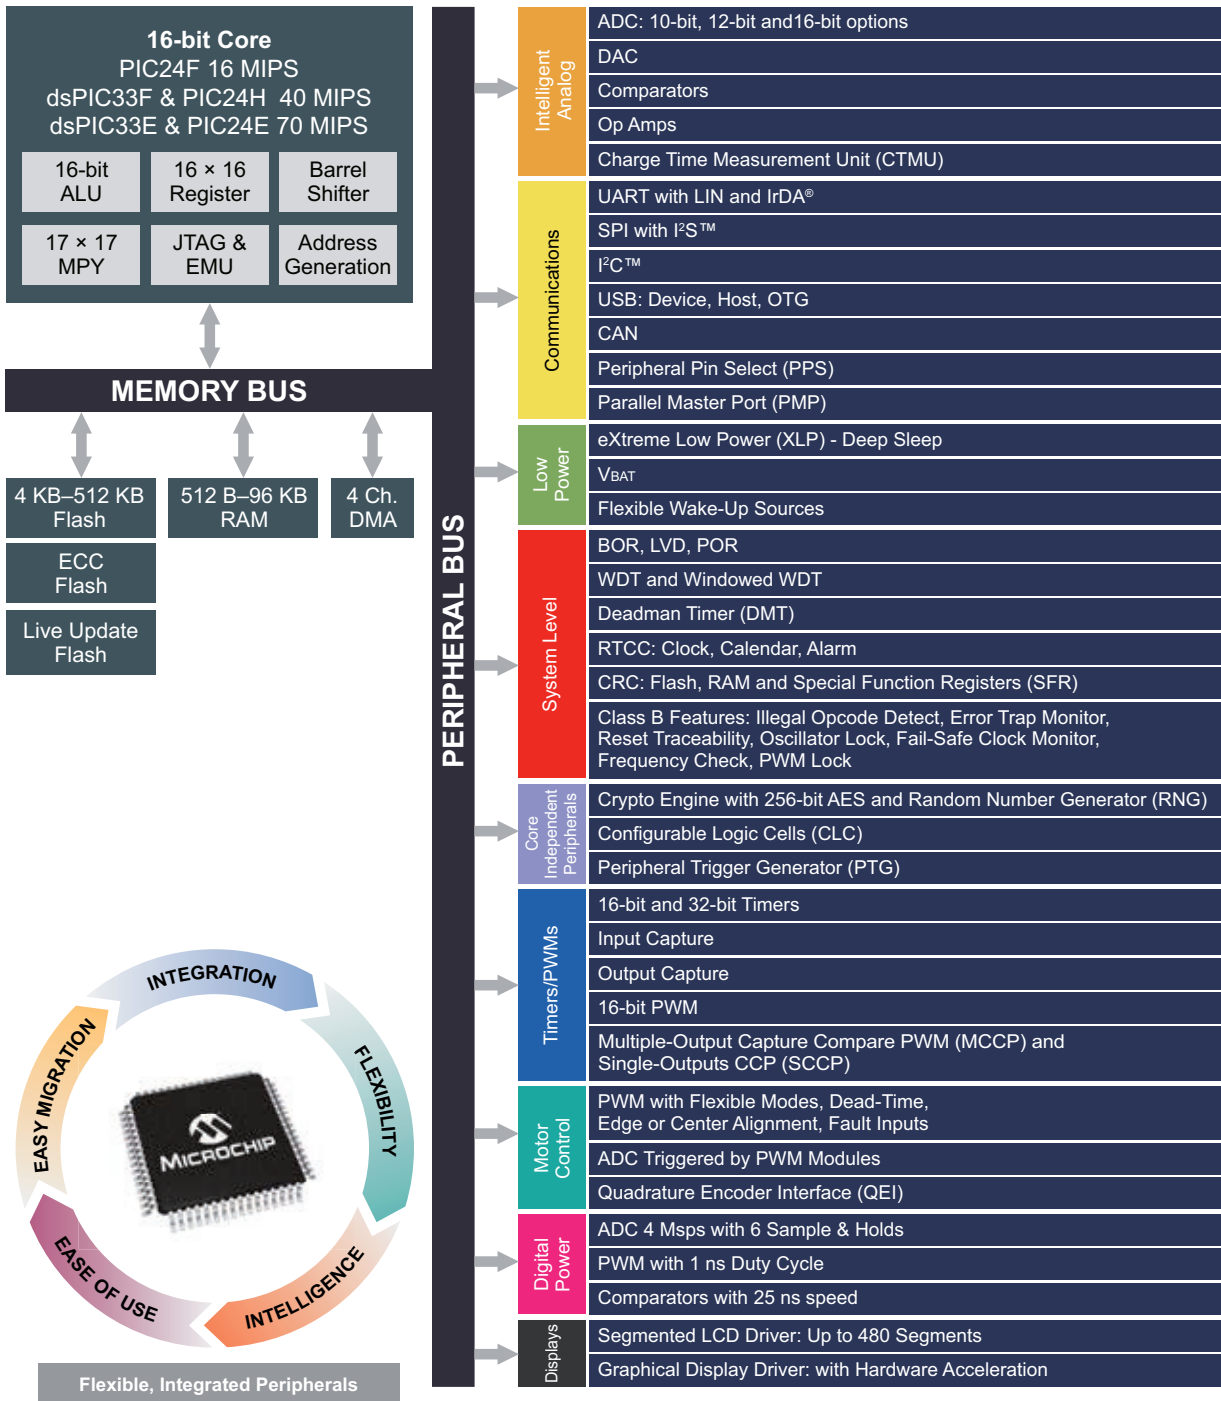 16-bit Core
PIC24F 16 MIPS
dsPIC33F & PIC24H 40 MIPS
dsPIC33E & PIC24E 70 MIPS
16-bit
ALU
16 × 16
Register
Barrel
Shifter
17 × 17
MPY
JTAG &
EMU
Address
Generation
MEMORY BUS
4 KB–512 KB
Flash
512 B–96 KB
RAM
4 Ch.
DMA
ECC
Flash
Live Update
Flash
PERIPHERAL BUS
Intelligent
Analog
ADC: 10-bit, 12-bit and16-bit options
DAC
Comparators
Op Amps
Charge Time Measurement Unit (CTMU)
Communications
UART with LIN and IrDA®
SPI with I²S™
I²C™
USB: Device, Host, OTG
CAN
Peripheral Pin Select (PPS)
Parallel Master Port (PMP)
Low
Power
eXtreme Low Power (XLP) - Deep Sleep
VBAT
Flexible Wake-Up Sources
System Level
BOR, LVD, POR
WDT and Windowed WDT
Deadman Timer (DMT)
RTCC: Clock, Calendar, Alarm
CRC: Flash, RAM and Special Function Registers (SFR)
Class B Features: Illegal Opcode Detect, Error Trap Monitor,
Reset Traceability, Oscillator Lock, Fail-Safe Clock Monitor,
Frequency Check, PWM Lock
Core
Independent
Peripherals
Crypto Engine with 256-bit AES and Random Number Generator (RNG)
Configurable Logic Cells (CLC)
Peripheral Trigger Generator (PTG)
Timers/PWMs
16-bit and 32-bit Timers
Input Capture
Output Capture
16-bit PWM
Multiple-Output Capture Compare PWM (MCCP) and
Single-Outputs CCP (SCCP)
Motor
Control
PWM with Flexible Modes, Dead-Time,
Edge or Center Alignment, Fault Inputs
ADC Triggered by PWM Modules
Quadrature Encoder Interface (QEI)
Digital
Power
ADC 4 Msps with 6 Sample & Holds
PWM with 1 ns Duty Cycle
Comparators with 25 ns speed
Displays
Segmented LCD Driver: Up to 480 Segments
Graphical Display Driver: with Hardware Acceleration
INTEGRATION
FLEXIBILITY
INTELLIGENCE
EASE OF USE
EASY MIGRATION
MICROCHIP
Flexible, Integrated Peripherals